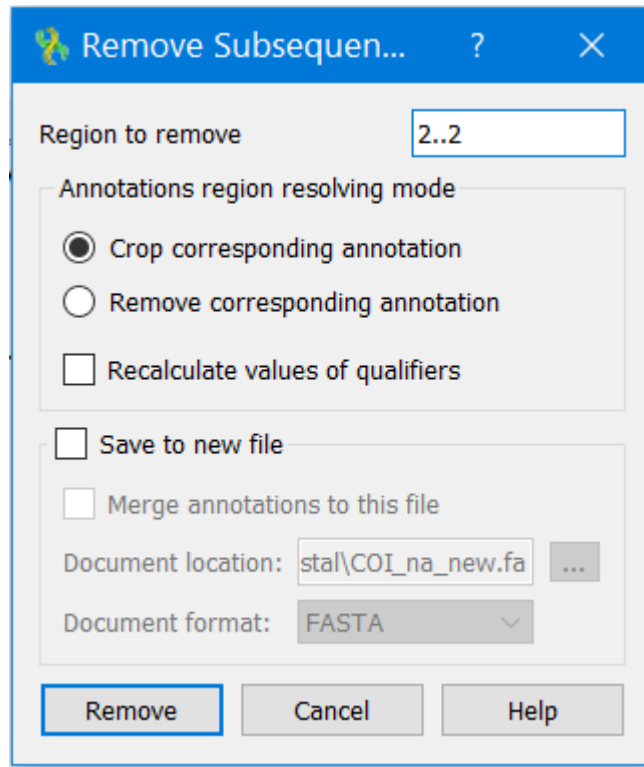 Remove Subsequen... ?
Region to remove 2..2
Annotations region resolving mode
Crop corresponding annotation
Remove corresponding annotation
Recalculate values of qualifiers
Save to new file
Merge annotations to this file
Document location: stal\COI_na_new.fa ...
Document format: FASTA
Remove Cancel Help